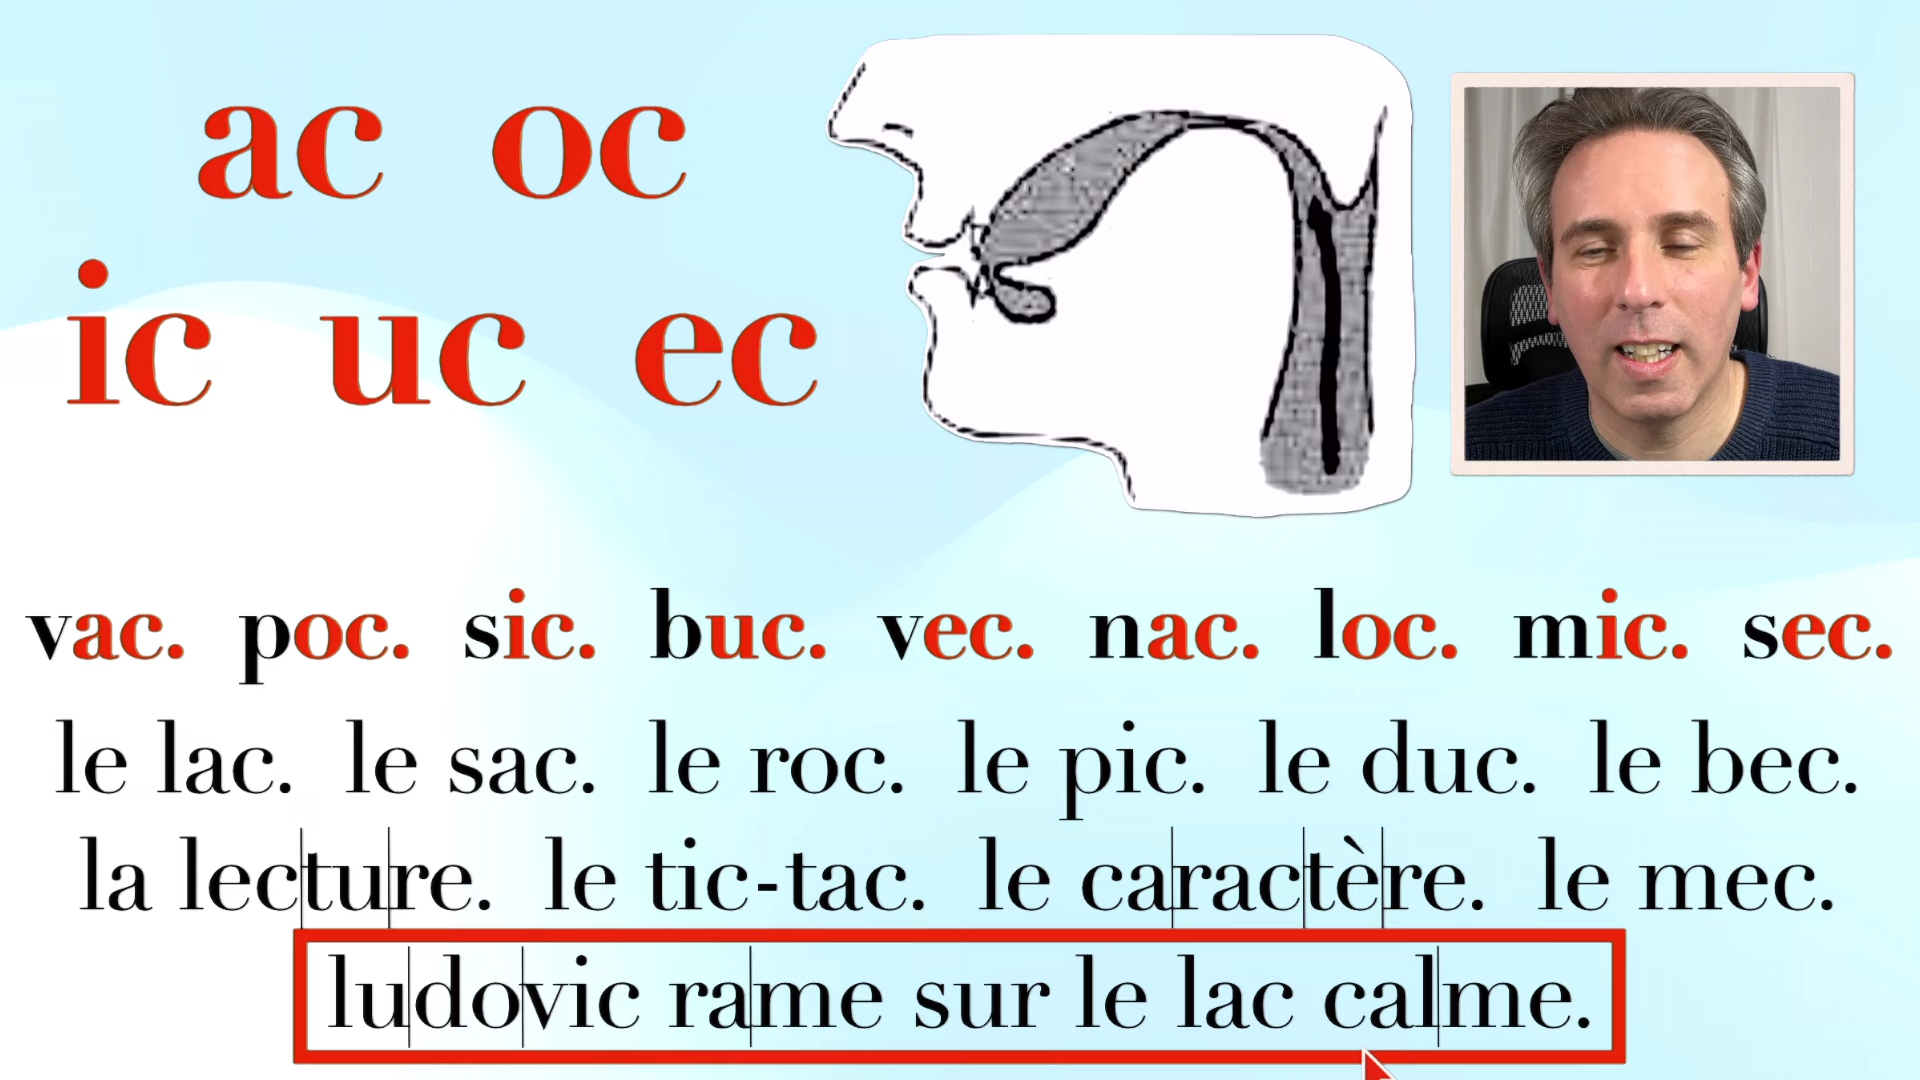 ac oc
ic uc ec
vac. poc. sic. buc. vec. nac. loc. mic. sec.
le lac. le sac. le roc. le pic. le duc. le bec.
la lecture. le tic-tac. le caractère. le mec.
ludovic rame sur le lac calme.